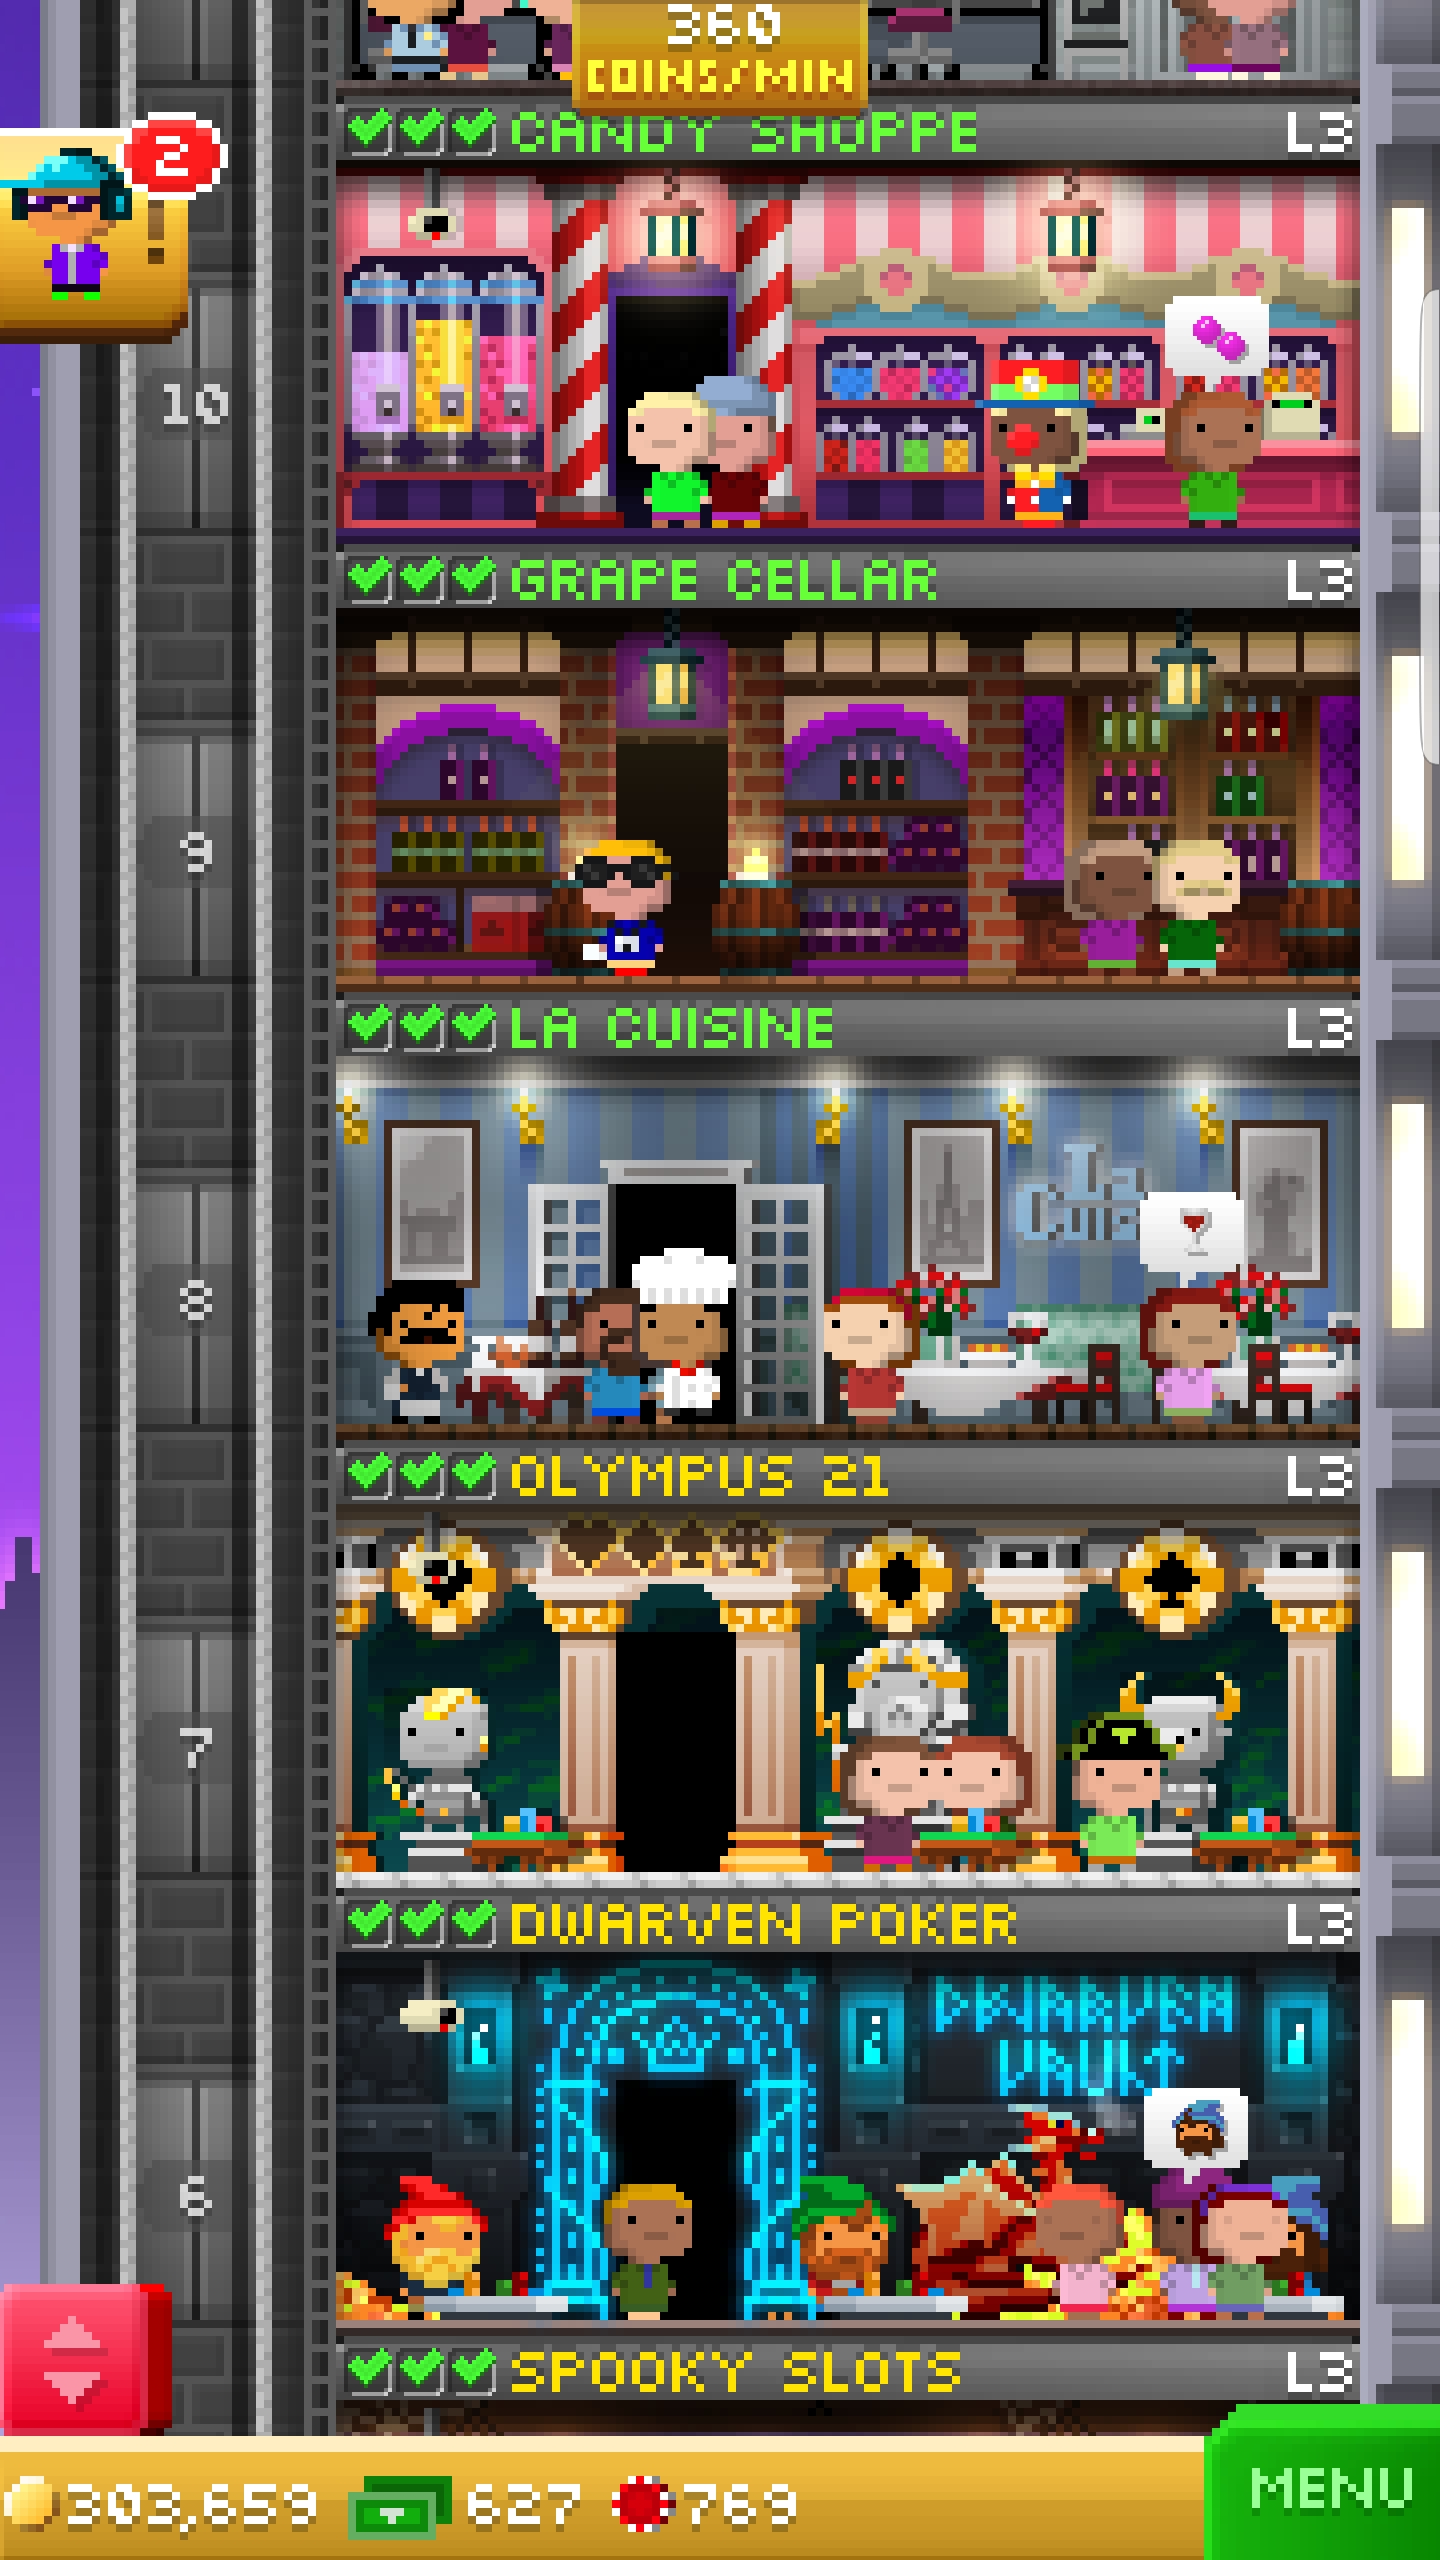 360
COINS/MIN
CANDY SHOPPE L3
2
!
10
GRAPE CELLAR L3
9
LA CUISINE L3
La
8
OLYMPUS 21 L3
7
DWARVEN POKER L3
DWARVEN
VAULT
6
SPOOKY SLOTS L3
303,659 627 769
MENU